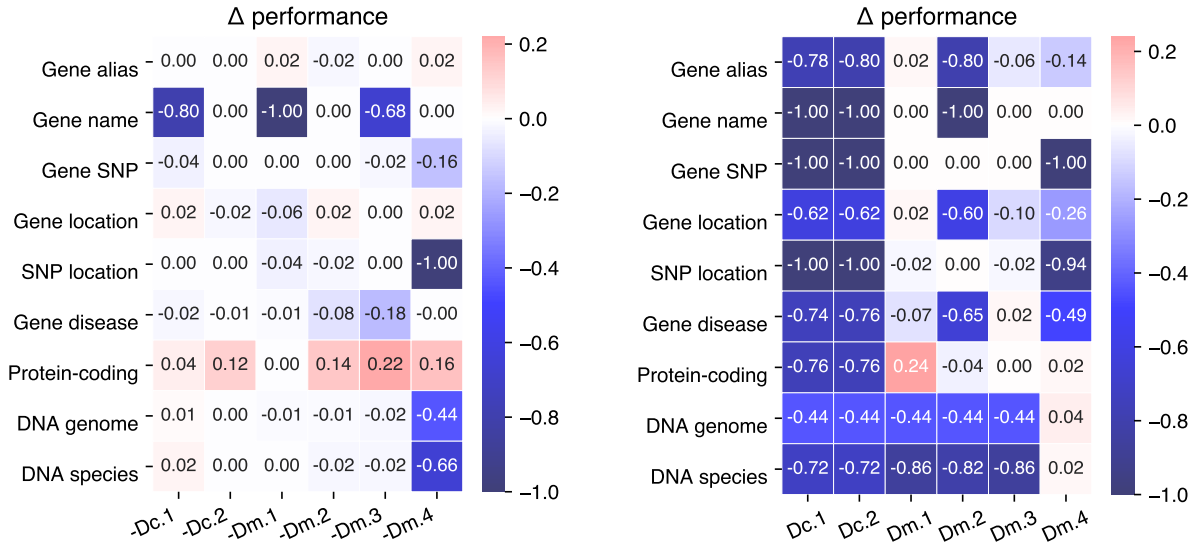 Δ performance
Gene alias 0.00 0.00 0.02 -0.02 0.00 0.02
Gene name -0.80 0.00 -1.00 0.00 -0.68 0.00
Gene SNP -0.04 0.00 0.00 0.00 -0.02 -0.16
Gene location 0.02 -0.02 -0.06 0.02 0.00 0.02
SNP location 0.00 0.00 -0.04 -0.02 0.00 -1.00
Gene disease -0.02 -0.01 -0.01 -0.08 -0.18 -0.00
Protein-coding 0.04 0.12 0.00 0.14 0.22 0.16
DNA genome 0.01 0.00 -0.01 -0.01 -0.02 -0.44
DNA species 0.02 0.00 0.00 -0.02 -0.02 -0.66
-Dc.1 -Dc.2 -Dm.1 -Dm.2 -Dm.3 -Dm.4
0.2
0.0
−0.2
−0.4
−0.6
−0.8
−1.0
Δ performance
Gene alias -0.78 -0.80 0.02 -0.80 -0.06 -0.14
Gene name -1.00 -1.00 0.00 -1.00 0.00 0.00
Gene SNP -1.00 -1.00 0.00 0.00 0.00 -1.00
Gene location -0.62 -0.62 0.02 -0.60 -0.10 -0.26
SNP location -1.00 -1.00 -0.02 0.00 -0.02 -0.94
Gene disease -0.74 -0.76 -0.07 -0.65 0.02 -0.49
Protein-coding -0.76 -0.76 0.24 -0.04 0.00 0.02
DNA genome -0.44 -0.44 -0.44 -0.44 -0.44 0.04
DNA species -0.72 -0.72 -0.86 -0.82 -0.86 0.02
Dc.1 Dc.2 Dm.1 Dm.2 Dm.3 Dm.4
0.2
0.0
−0.2
−0.4
−0.6
−0.8
−1.0